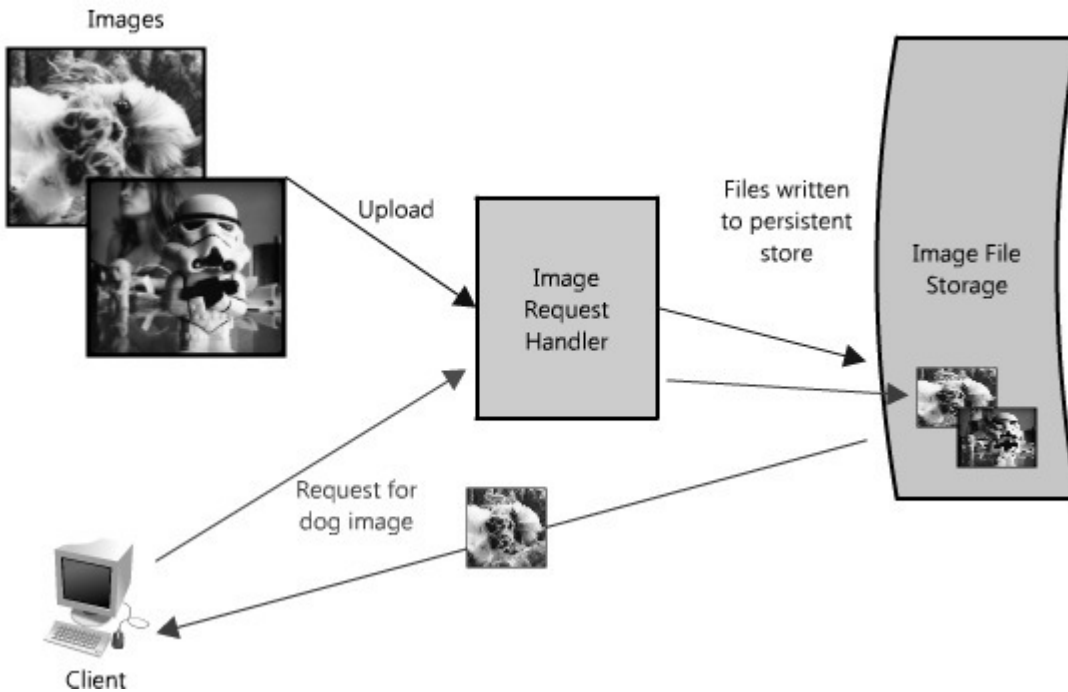 Images
Upload
Image
Request
Handler
Files written
to persistent
store
Image File
Storage
Request for
dog image
Client